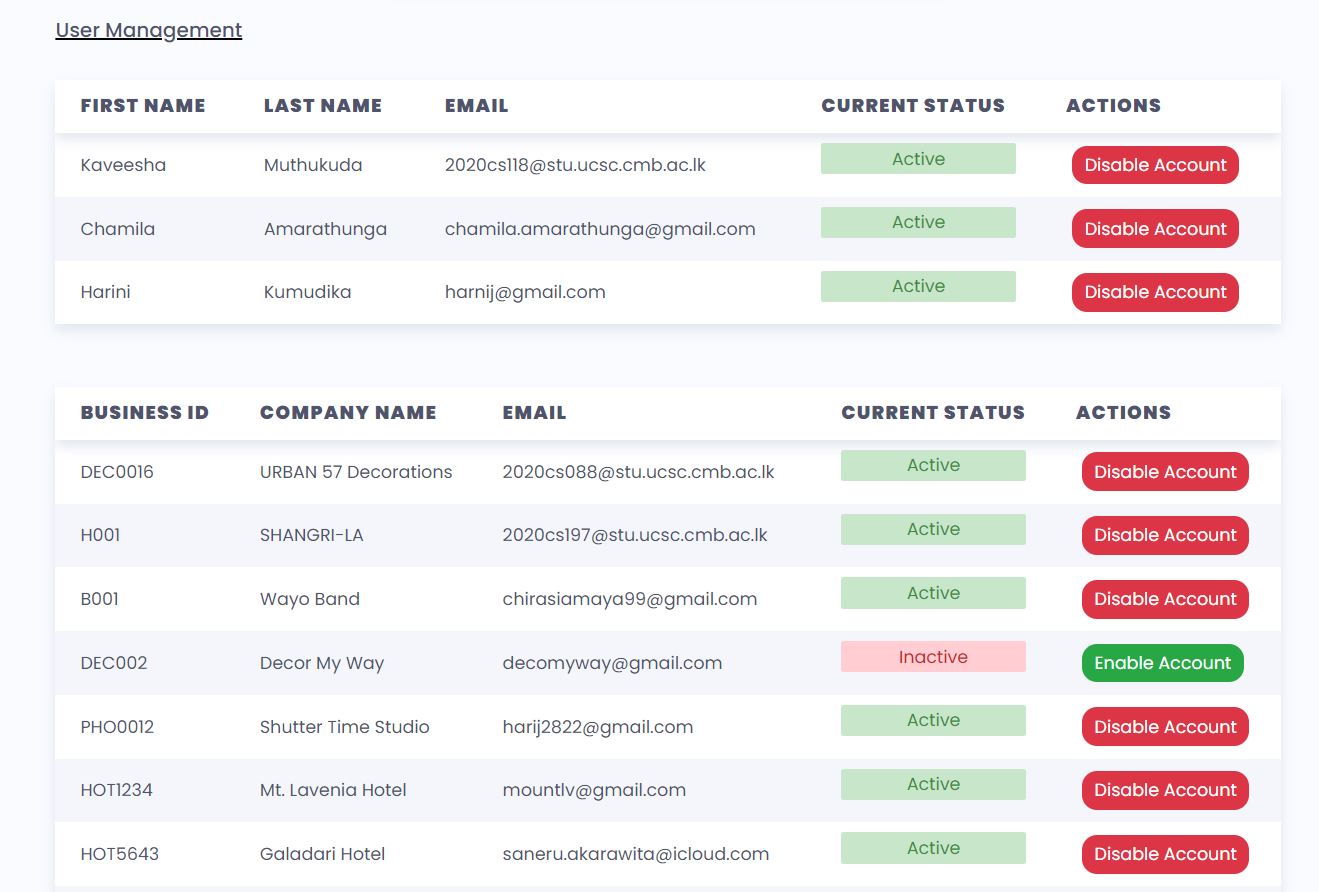 User Management
FIRST NAME LAST NAME EMAIL CURRENT STATUS ACTIONS
Kaveesha Muthukuda 2020cs118@stu.ucsc.cmb.ac.lk Active Disable Account
Chamila Amarathunga chamila.amarathunga@gmail.com Active Disable Account
Harini Kumudika harnij@gmail.com Active Disable Account
BUSINESS ID COMPANY NAME EMAIL CURRENT STATUS ACTIONS
DEC0016 URBAN 57 Decorations 2020cs088@stu.ucsc.cmb.ac.lk Active Disable Account
H001 SHANGRI-LA 2020cs197@stu.ucsc.cmb.ac.lk Active Disable Account
B001 Wayo Band chirasiamaya99@gmail.com Active Disable Account
DEC002 Decor My Way decomyway@gmail.com Inactive Enable Account
PHO0012 Shutter Time Studio harij2822@gmail.com Active Disable Account
HOT1234 Mt. Lavenia Hotel mountlv@gmail.com Active Disable Account
HOT5643 Galadari Hotel saneru.akarawita@icloud.com Active Disable Account